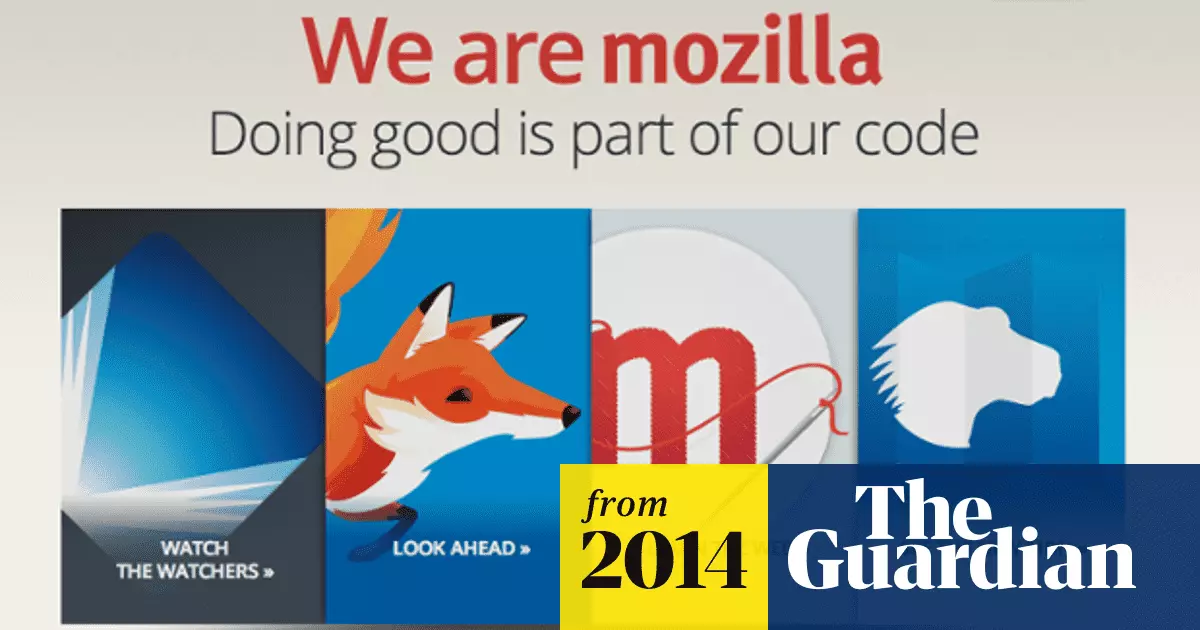 We are mozilla
Doing good is part of our code
WATCH
THE WATCHERS »
LOOK AHEAD »
m
from
2014
The
Guardian